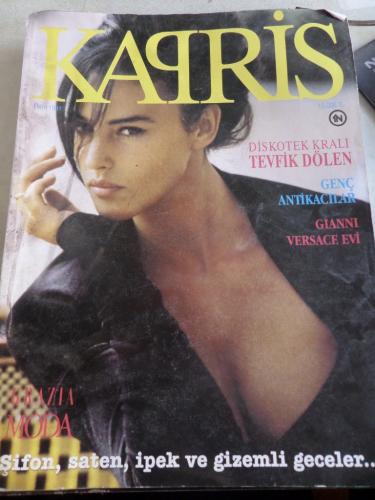 KAPRİS
DİSKOTEK KRALI
TEVFİK DÖLEN
GENÇ
ANTİKACILAR
GIANNI
VERSACE EVİ
GRAZIA
MODA
Şifon, saten, ipek ve gizemli geceler..